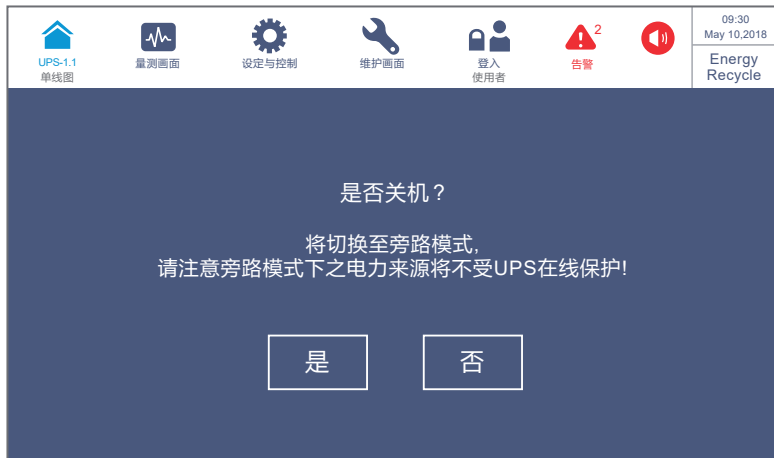 UPS-1.1
单线图
量测画面
设定与控制
维护画面
登入
使用者
2
告警
09:30
May 10,2018
Energy
Recycle
是否关机？
将切换至旁路模式,
请注意旁路模式下之电力来源将不受UPS在线保护!
是
否